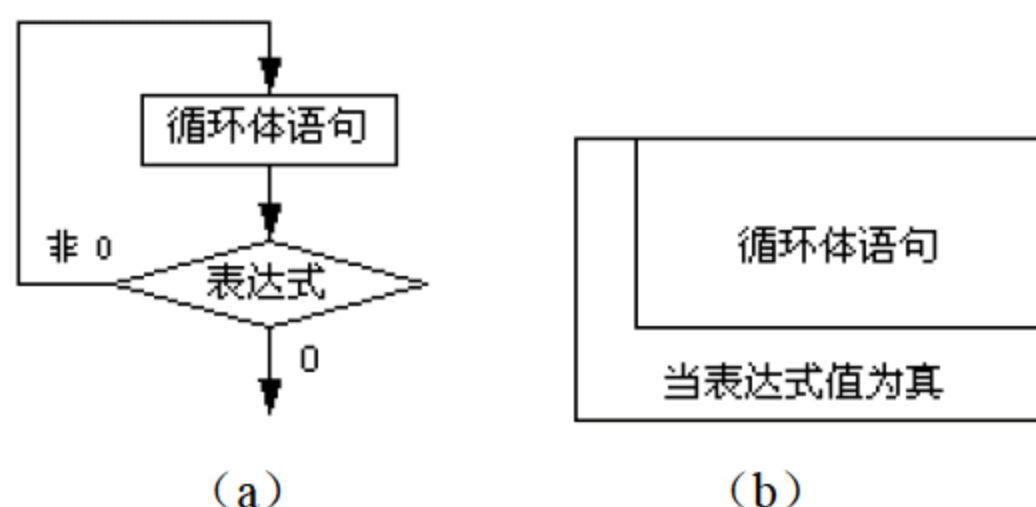 循环体语句
非 0
表达式
0
循环体语句
当表达式值为真
（a）
（b）